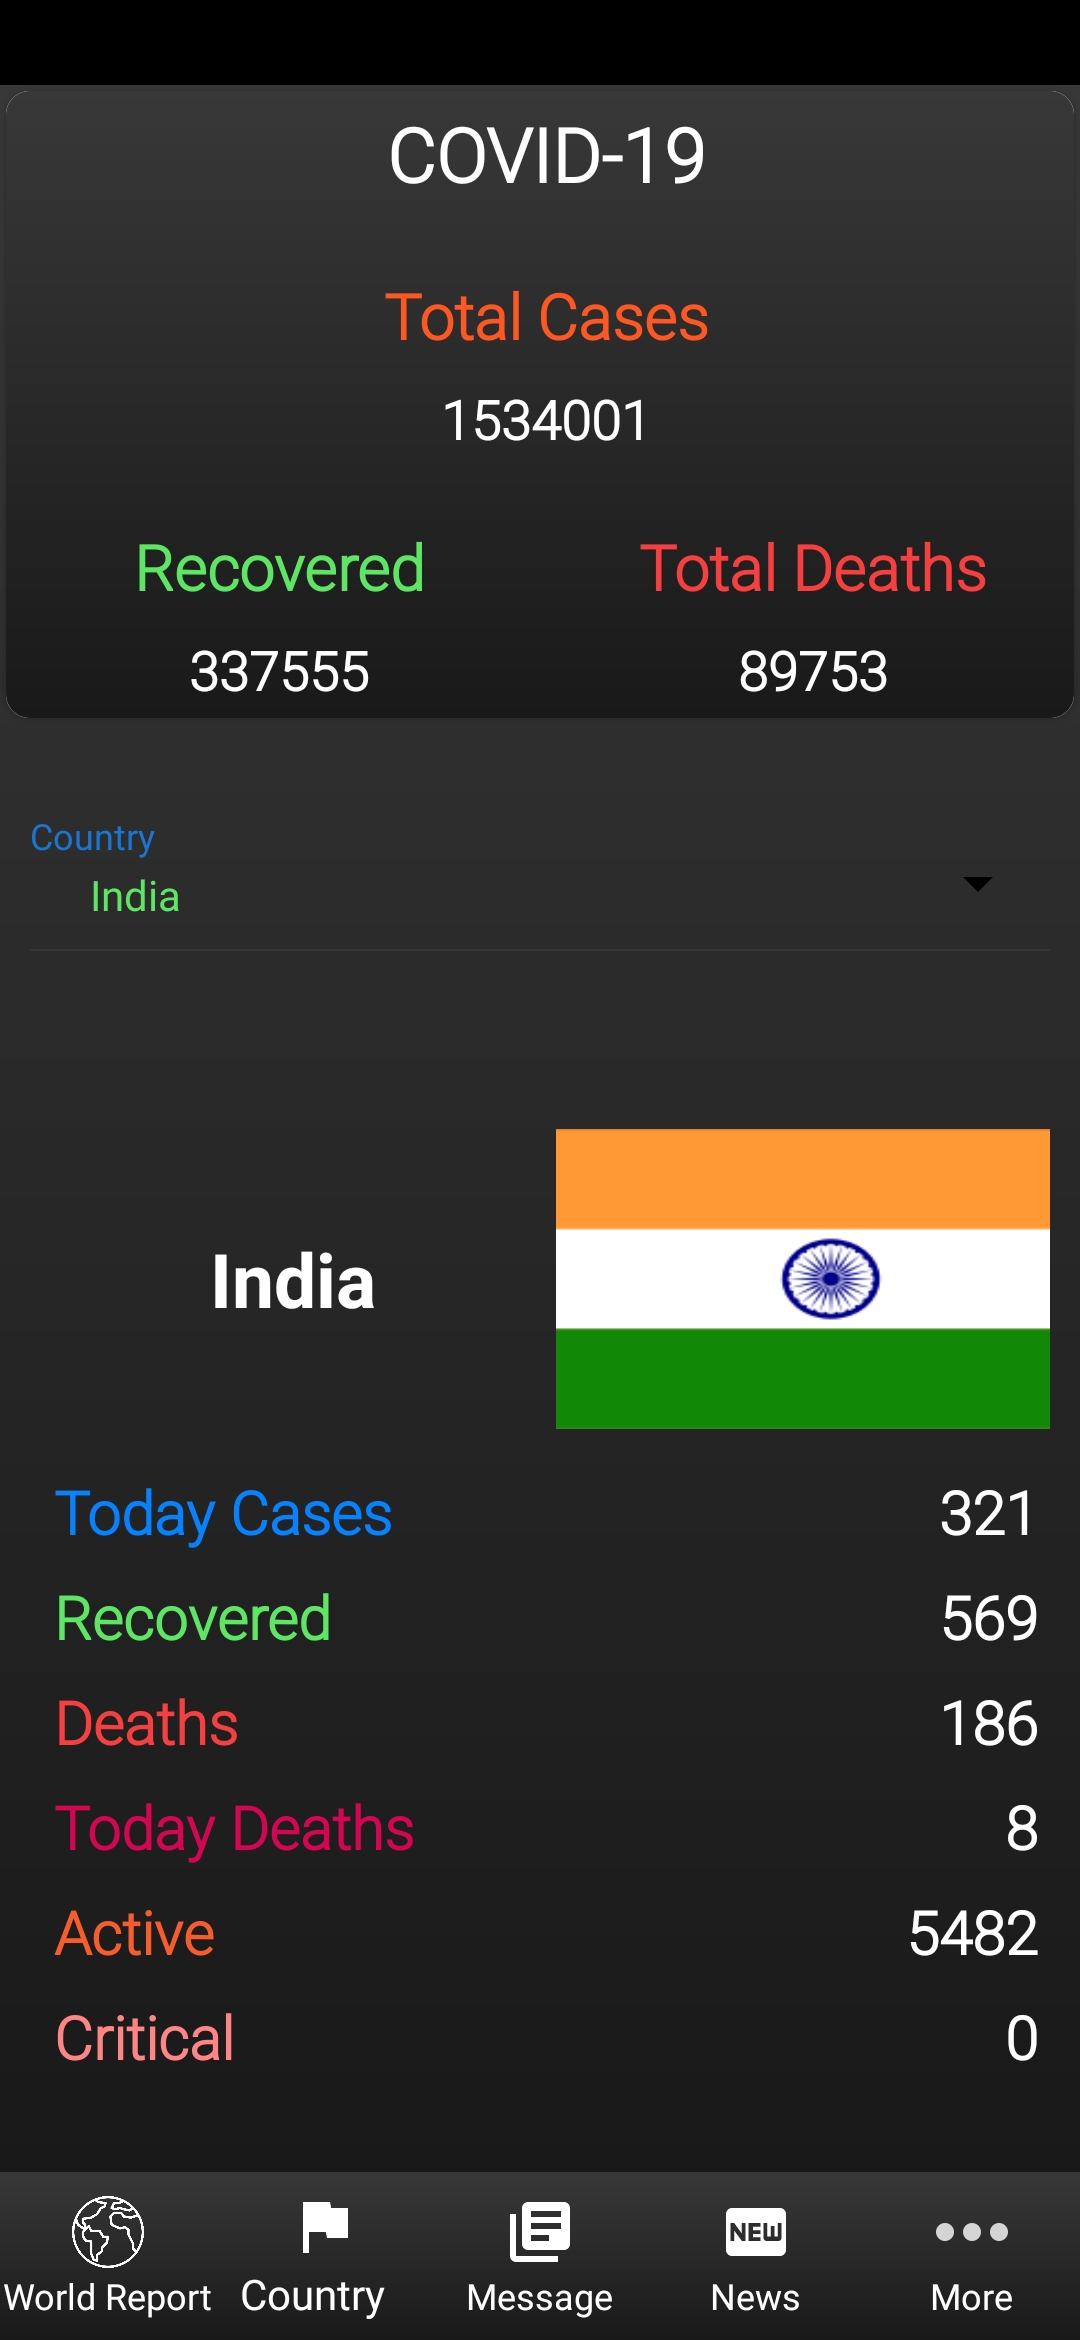 COVID-19
Total Cases
1534001
Recovered Total Deaths
337555 89753
Country
India
India
Today Cases 321
Recovered 569
Deaths 186
Today Deaths 8
Active 5482
Critical 0
NEW
World Report Country Message News More